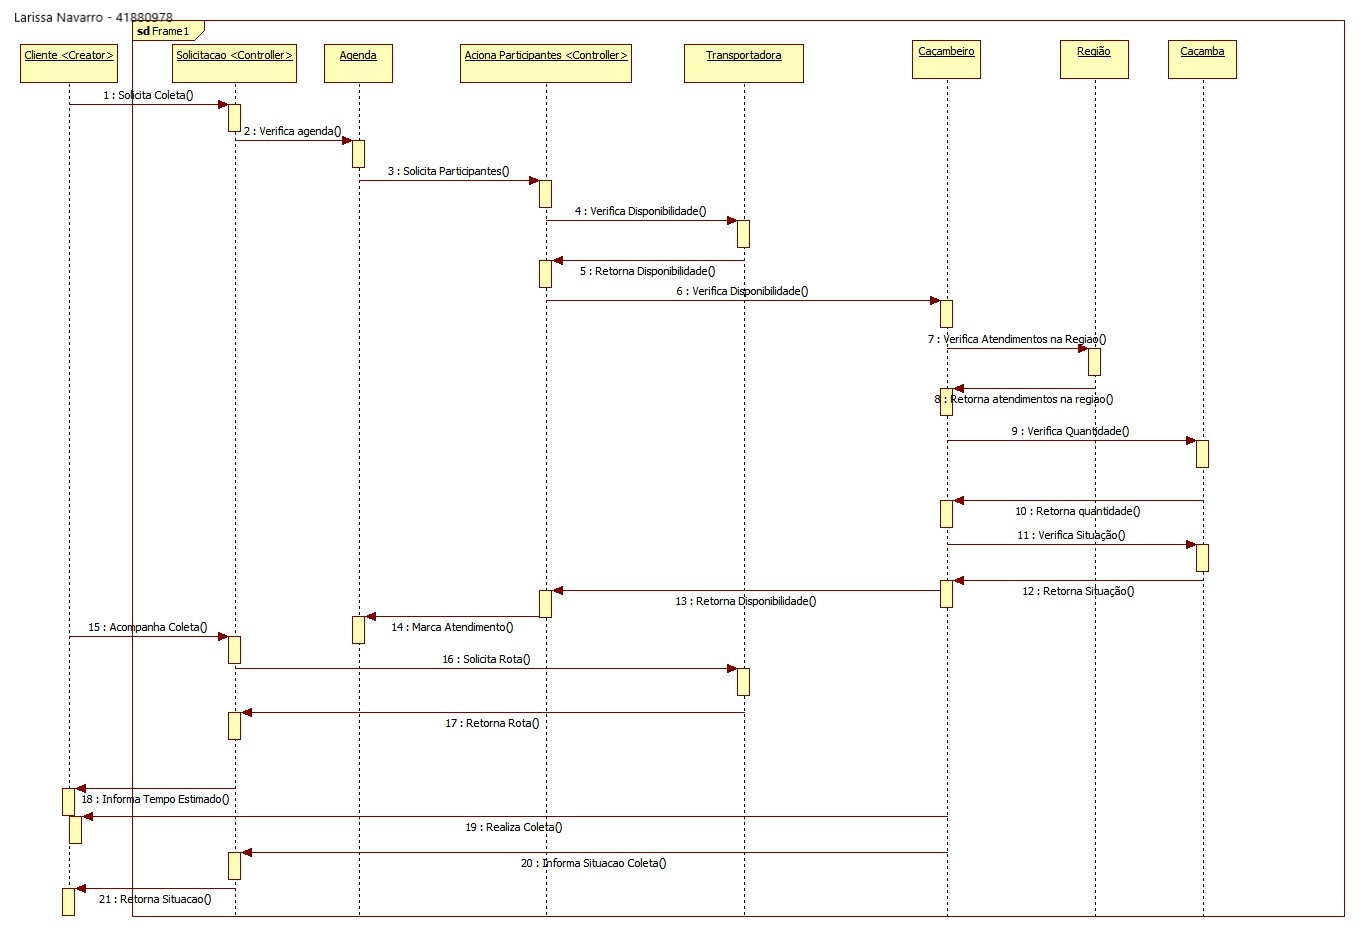 Larissa Navarro - 41880978
sd Frame1
Cliente <Creator>
Solicitacao <Controller>
Agenda
Aciona Participantes <Controller>
Transportadora
Caçambeiro
Região
Caçamba
1 : Solicita Coleta()
2 : Verifica agenda()
3 : Solicita Participantes()
4 : Verifica Disponibilidade()
5 : Retorna Disponibilidade()
6 : Verifica Disponibilidade()
7 : Verifica Atendimentos na Regiao()
8 : Retorna atendimentos na regiao()
9 : Verifica Quantidade()
10 : Retorna quantidade()
11 : Verifica Situação()
12 : Retorna Situação()
13 : Retorna Disponibilidade()
14 : Marca Atendimento()
15 : Acompanha Coleta()
16 : Solicita Rota()
17 : Retorna Rota()
18 : Informa Tempo Estimado()
19 : Realiza Coleta()
20 : Informa Situacao Coleta()
21 : Retorna Situacao()